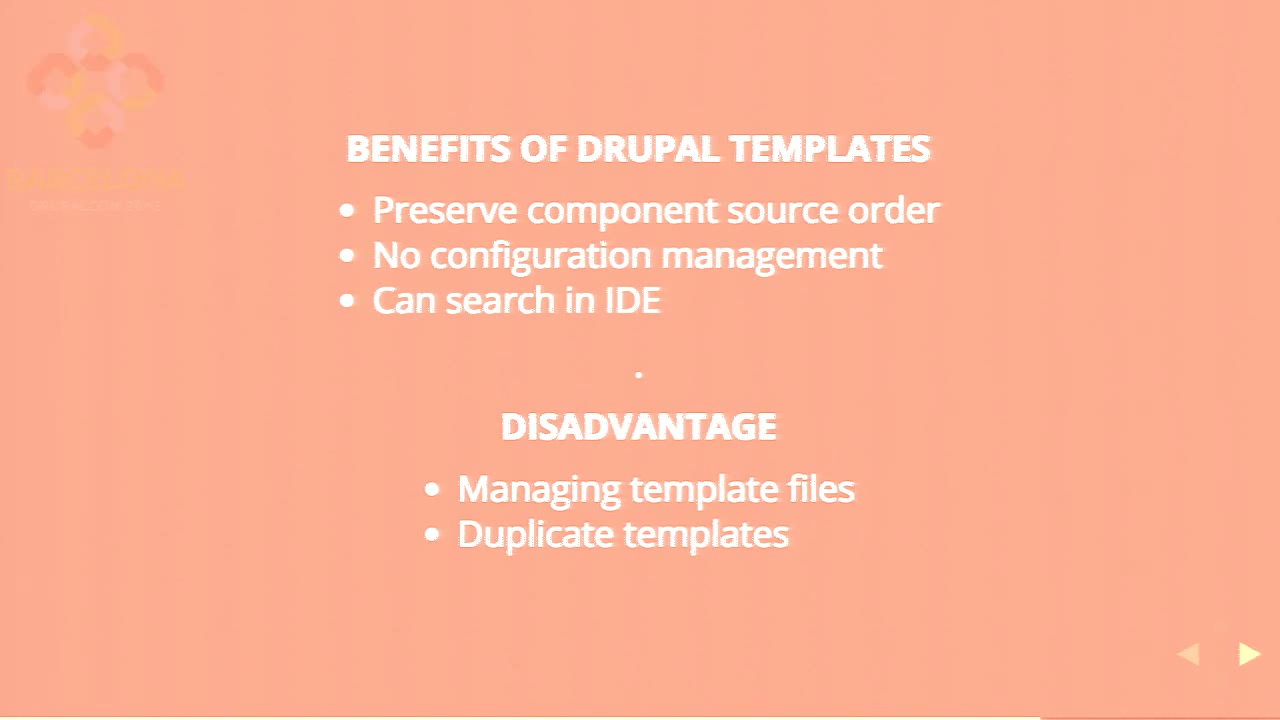 BARCELONA
BENEFITS OF DRUPAL TEMPLATES
• Preserve component source order
• No configuration management
• Can search in IDE
.
DISADVANTAGE
• Managing template files
• Duplicate templates